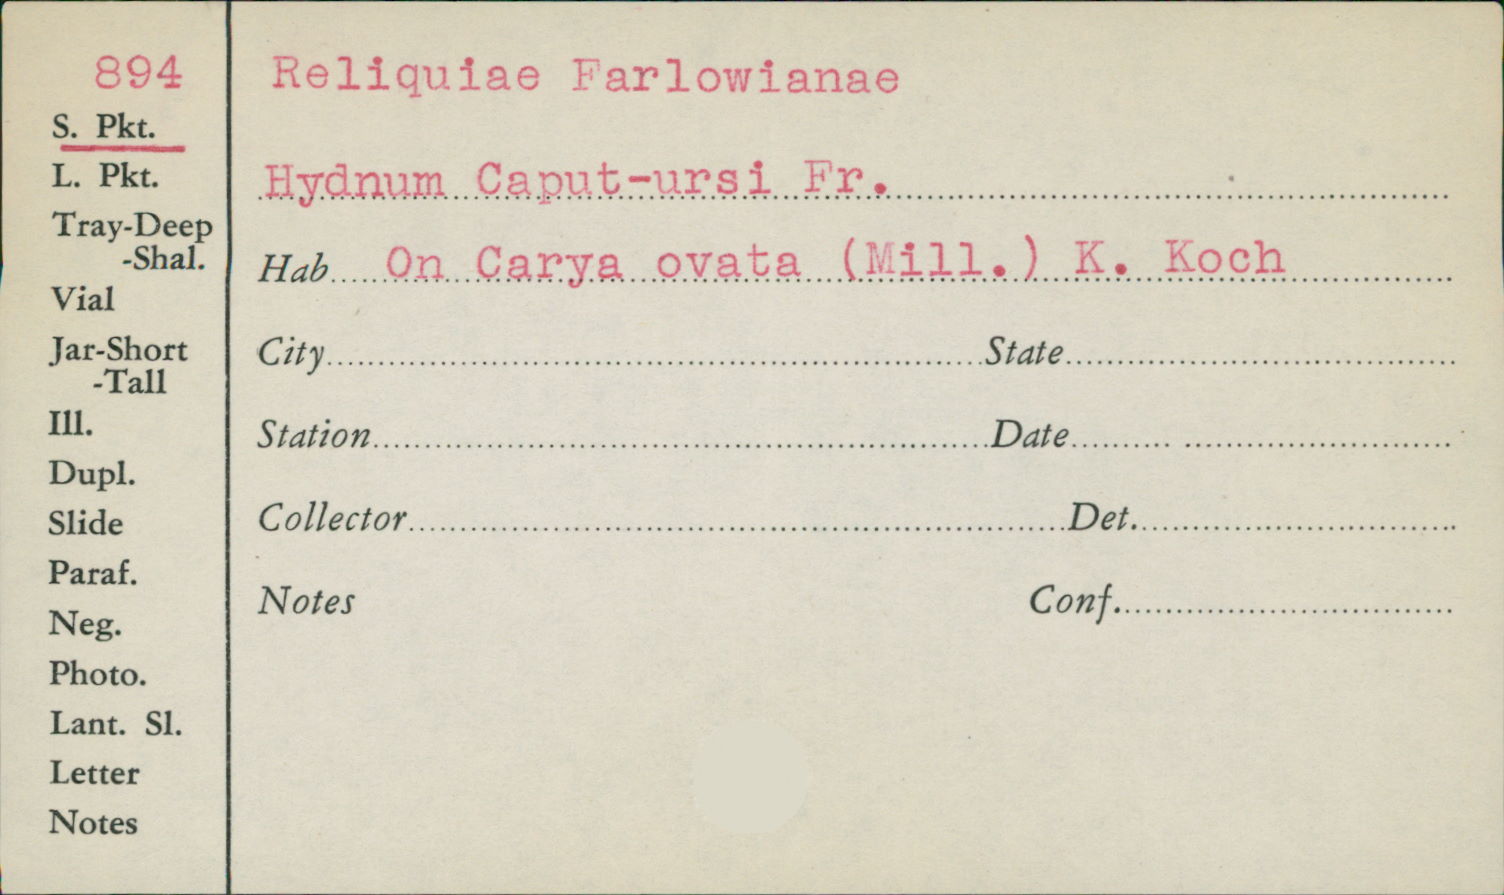 894
S. Pkt.
L. Pkt.
Tray-Deep
-Shal.
Vial
Jar-Short
-Tall
Ill.
Dupl.
Slide
Paraf.
Neg.
Photo.
Lant. Sl.
Letter
Notes
Reliquiae Farlowianae
Hydnum Caput-ursi Fr.
Hab. On Carya ovata (Mill.) K. Koch
City State
Station Date
Collector Det.
Notes Conf.